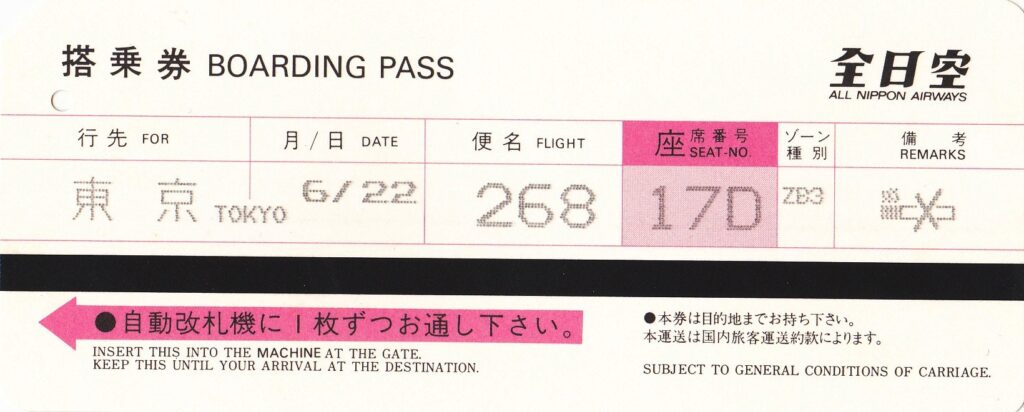 搭乗券 BOARDING PASS
全日空
ALL NIPPON AIRWAYS
行先 FOR
月/日 DATE
便名 FLIGHT
座席番号 SEAT-NO.
ゾーン種別
備考 REMARKS
東京 TOKYO
6/22
268
17D
ZB3
●自動改札機に1枚ずつお通し下さい。
INSERT THIS INTO THE MACHINE AT THE GATE.
KEEP THIS UNTIL YOUR ARRIVAL AT THE DESTINATION.
●本券は目的地までお持ち下さい。
本運送は国内旅客運送約款によります。
SUBJECT TO GENERAL CONDITIONS OF CARRIAGE.